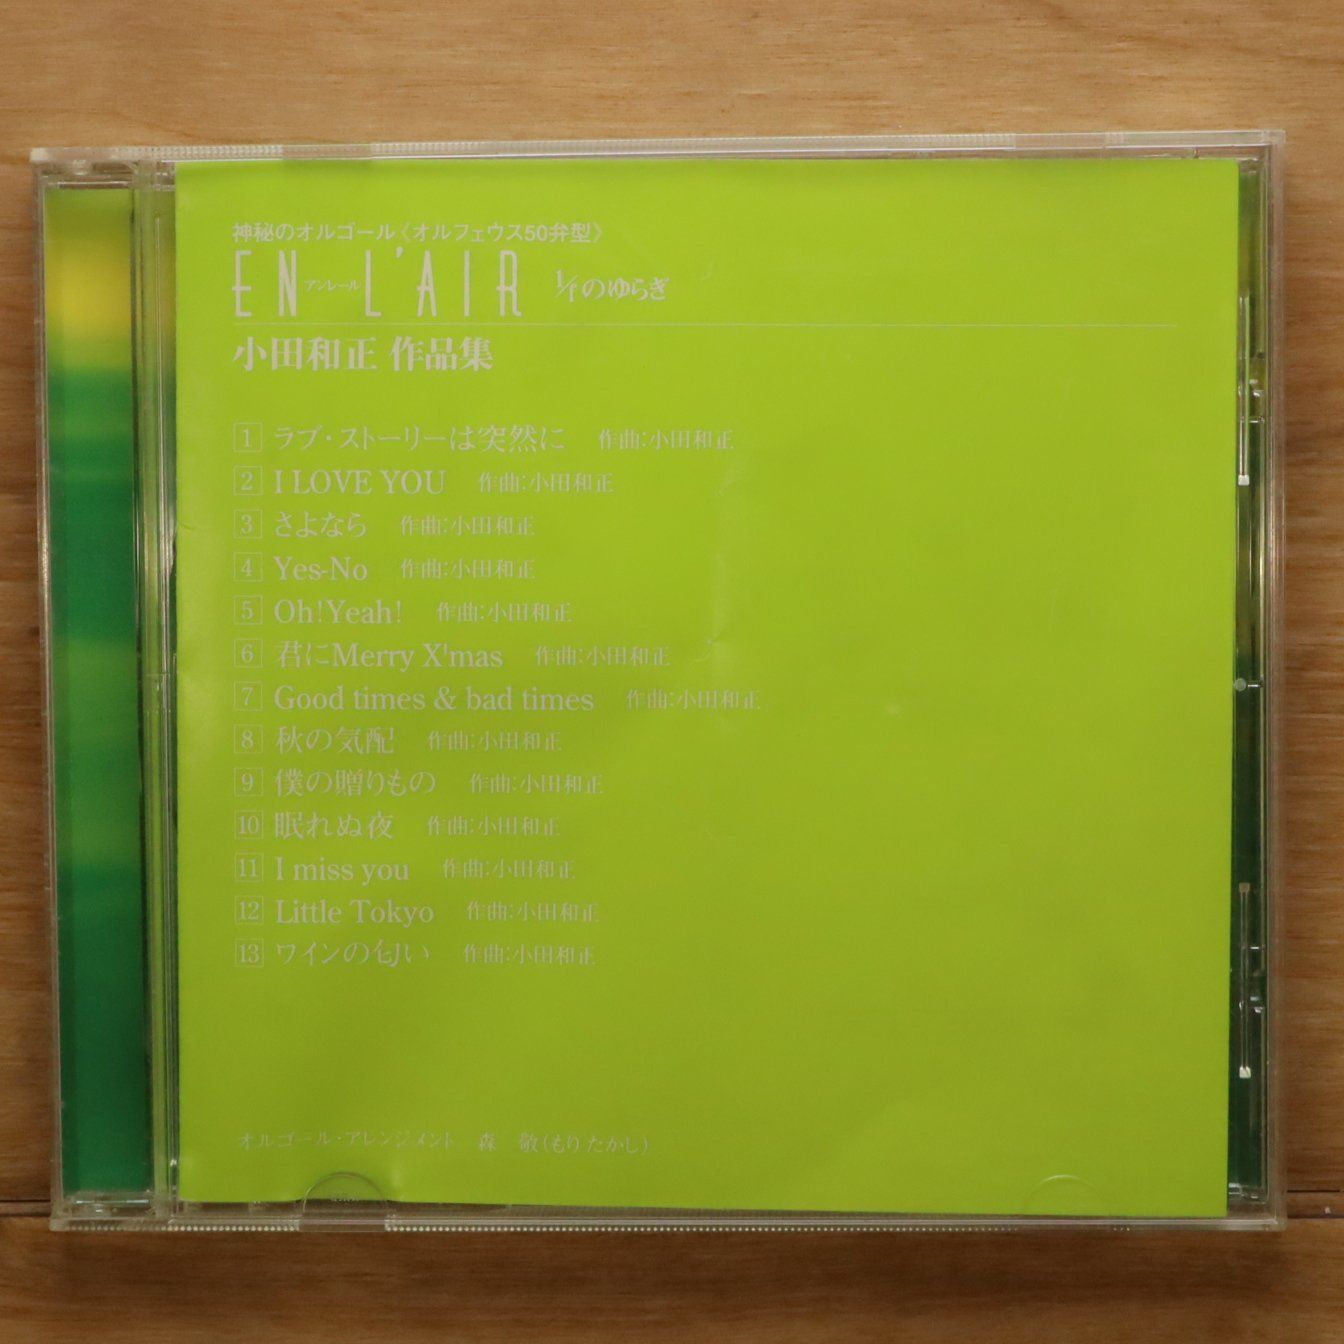 神秘のオルゴール《オルフェウス50弁型》
EN アンレール L'AIR 1/fのゆらぎ
小田和正 作品集
1 ラブ・ストーリーは突然に 作曲:小田和正
2 I LOVE YOU 作曲:小田和正
3 さよなら 作曲:小田和正
4 Yes-No 作曲:小田和正
5 Oh!Yeah! 作曲:小田和正
6 君にMerry X'mas 作曲:小田和正
7 Good times & bad times 作曲:小田和正
8 秋の気配 作曲:小田和正
9 僕の贈りもの 作曲:小田和正
10 眠れぬ夜 作曲:小田和正
11 I miss you 作曲:小田和正
12 Little Tokyo 作曲:小田和正
13 ワインの匂い 作曲:小田和正
オルゴール・アレンジメント 森 敬(もり たかし)